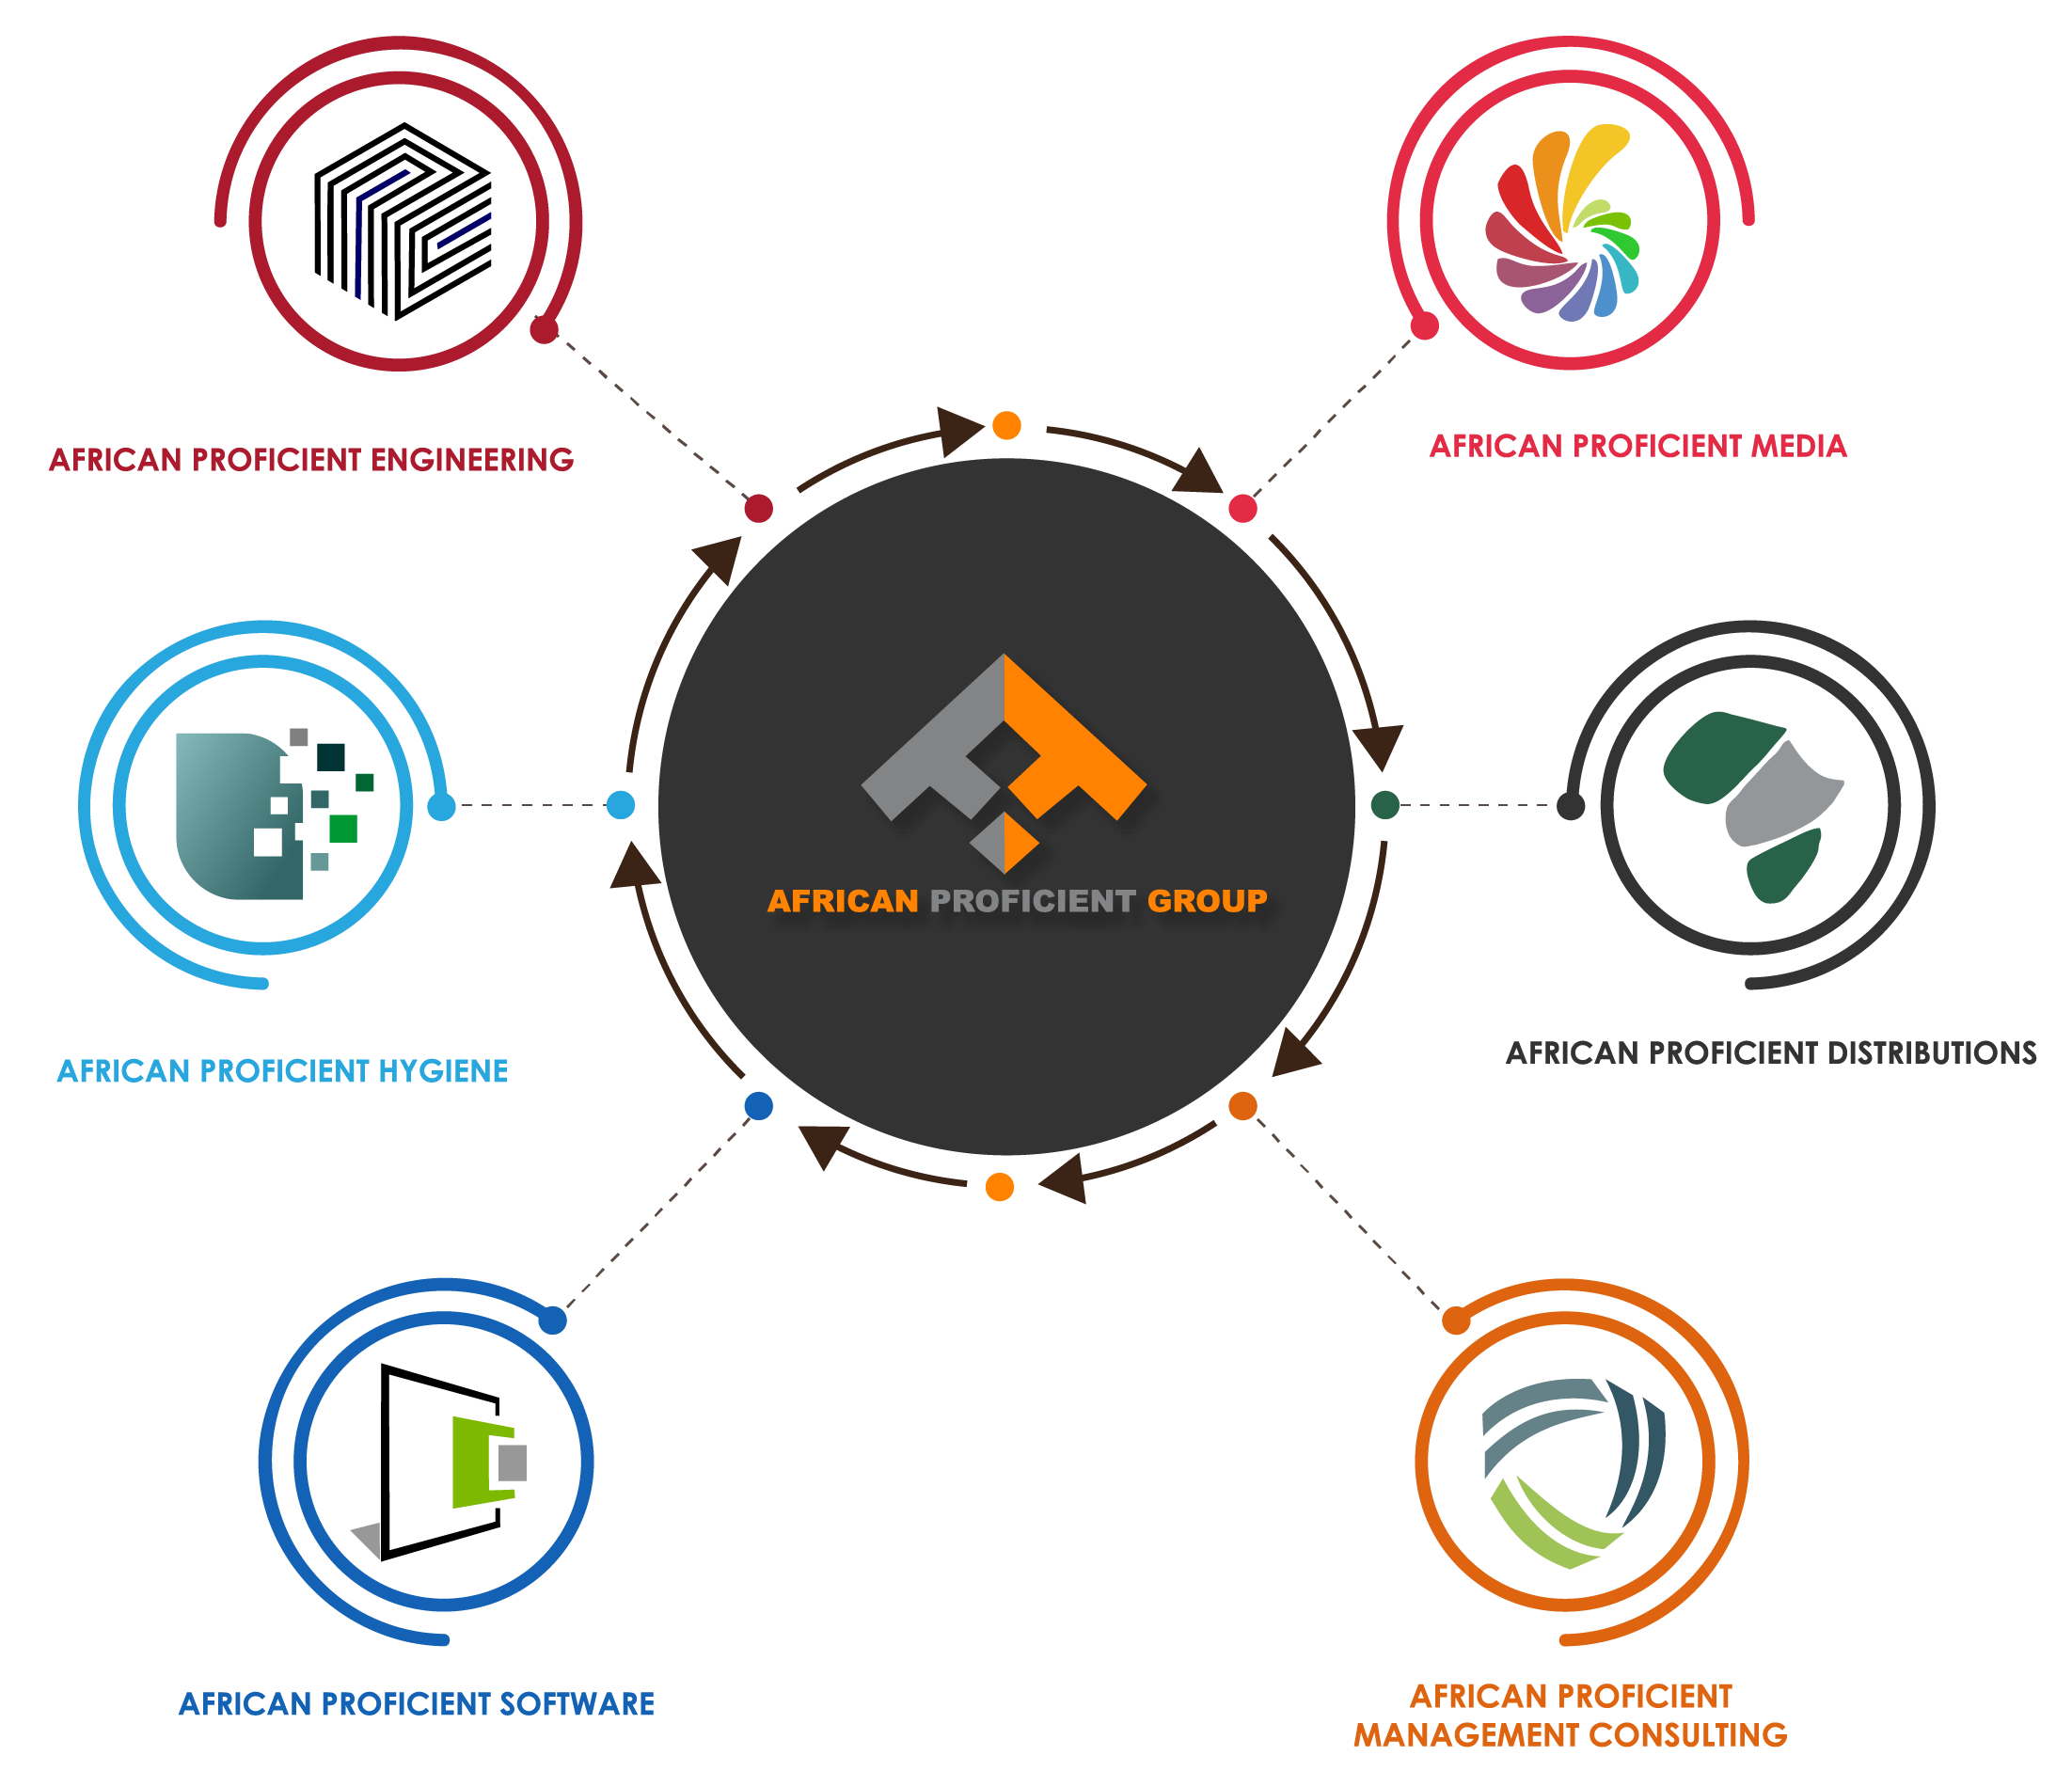 AFRICAN PROFICIENT ENGINEERING
AFRICAN PROFICIENT MEDIA
AFRICAN PROFICIENT GROUP
AFRICAN PROFICIENT HYGIENE
AFRICAN PROFICIENT DISTRIBUTIONS
AFRICAN PROFICIENT SOFTWARE
AFRICAN PROFICIENT
MANAGEMENT CONSULTING